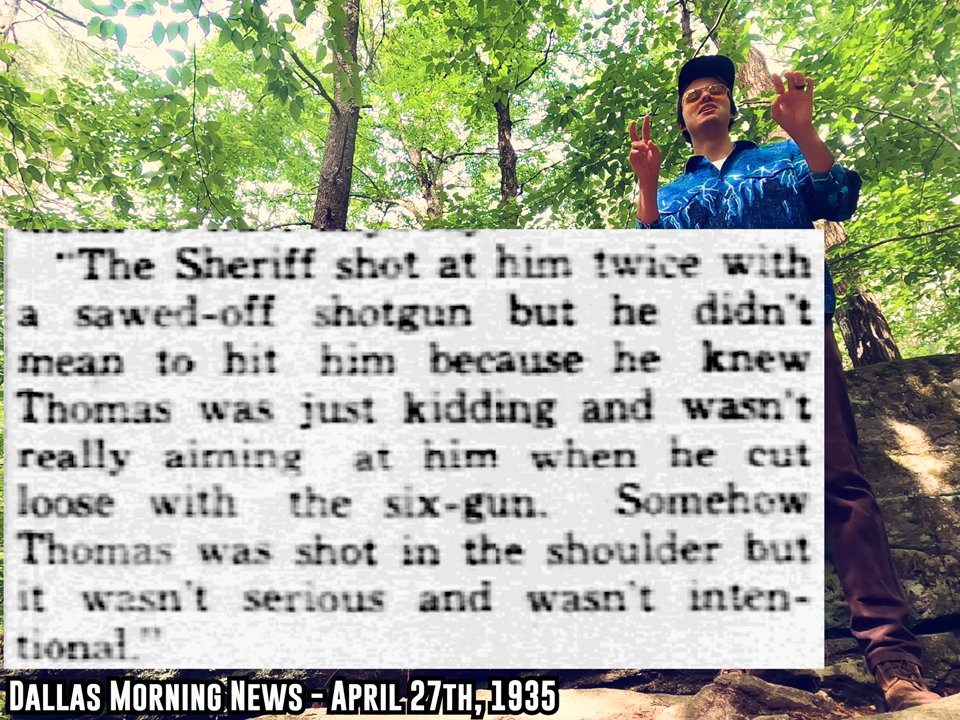 "The Sheriff shot at him twice with
a sawed-off shotgun but he didn't
mean to hit him because he knew
Thomas was just kidding and wasn't
really aiming at him when he cut
loose with the six-gun. Somehow
Thomas was shot in the shoulder but
it wasn't serious and wasn't inten-
tional."
Dallas Morning News - April 27th, 1935